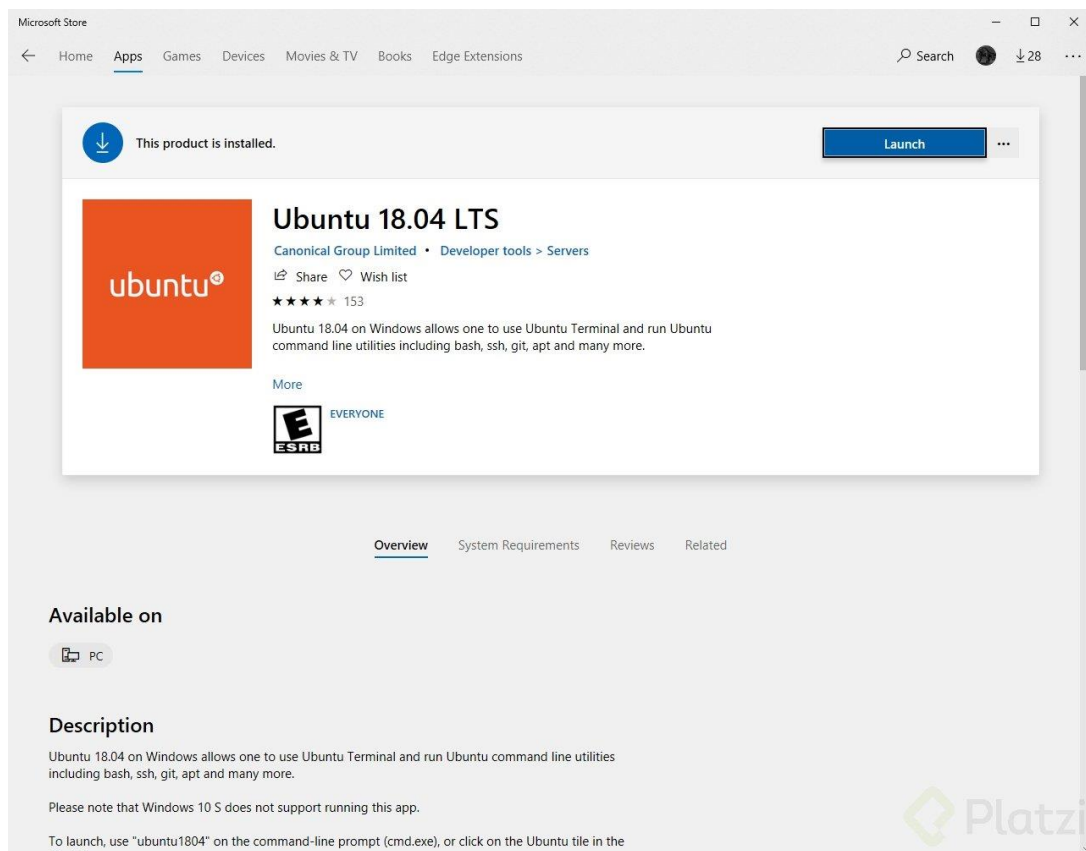 Microsoft Store
Home Apps Games Devices Movies & TV Books Edge Extensions Search 28
This product is installed. Launch
ubuntu
Ubuntu 18.04 LTS
Canonical Group Limited • Developer tools > Servers
Share Wish list
153
Ubuntu 18.04 on Windows allows one to use Ubuntu Terminal and run Ubuntu
command line utilities including bash, ssh, git, apt and many more.
More
E EVERYONE
ESRB
Overview System Requirements Reviews Related
Available on
PC
Description
Ubuntu 18.04 on Windows allows one to use Ubuntu Terminal and run Ubuntu command line utilities
including bash, ssh, git, apt and many more.
Please note that Windows 10 S does not support running this app.
To launch, use "ubuntu1804" on the command-line prompt (cmd.exe), or click on the Ubuntu tile in the
Platzi